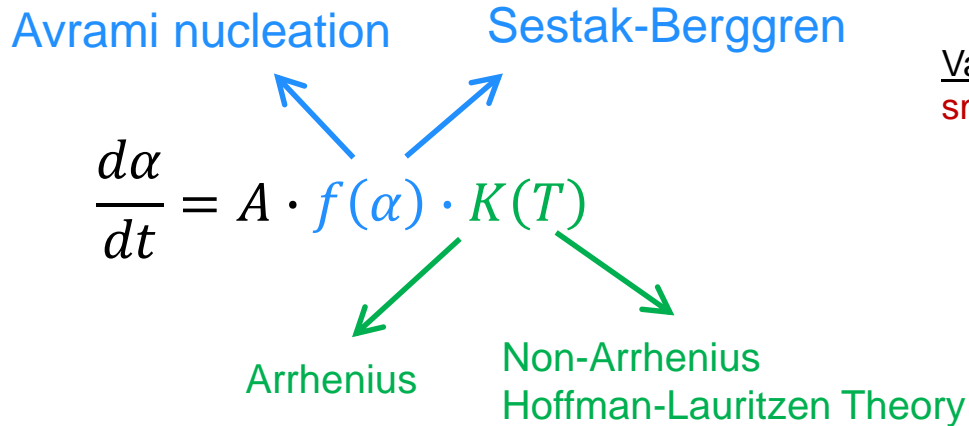 Avrami nucleation
Sestak-Berggren
dα/dt = A · f(α) · K(T)
Arrhenius
Non-Arrhenius
Hoffman-Lauritzen Theory